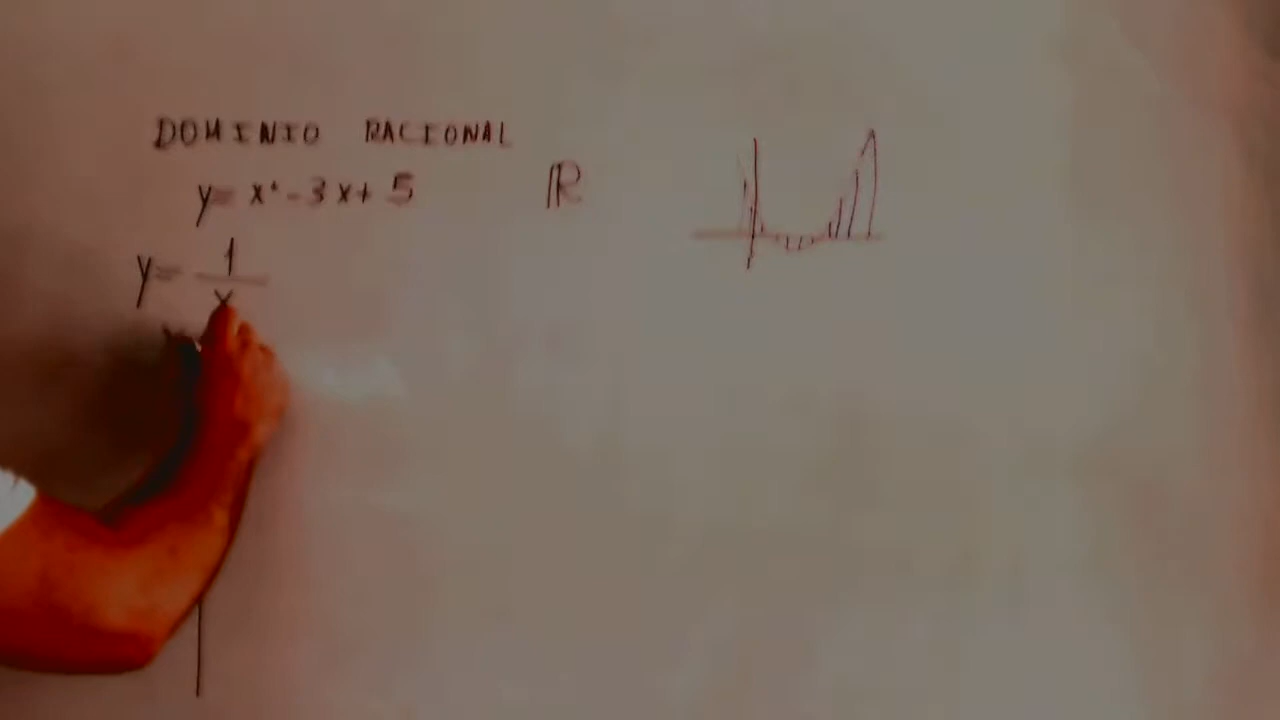 DOMINIO RACIONAL
y= x² - 3x + 5 ℝ
y= 1/x